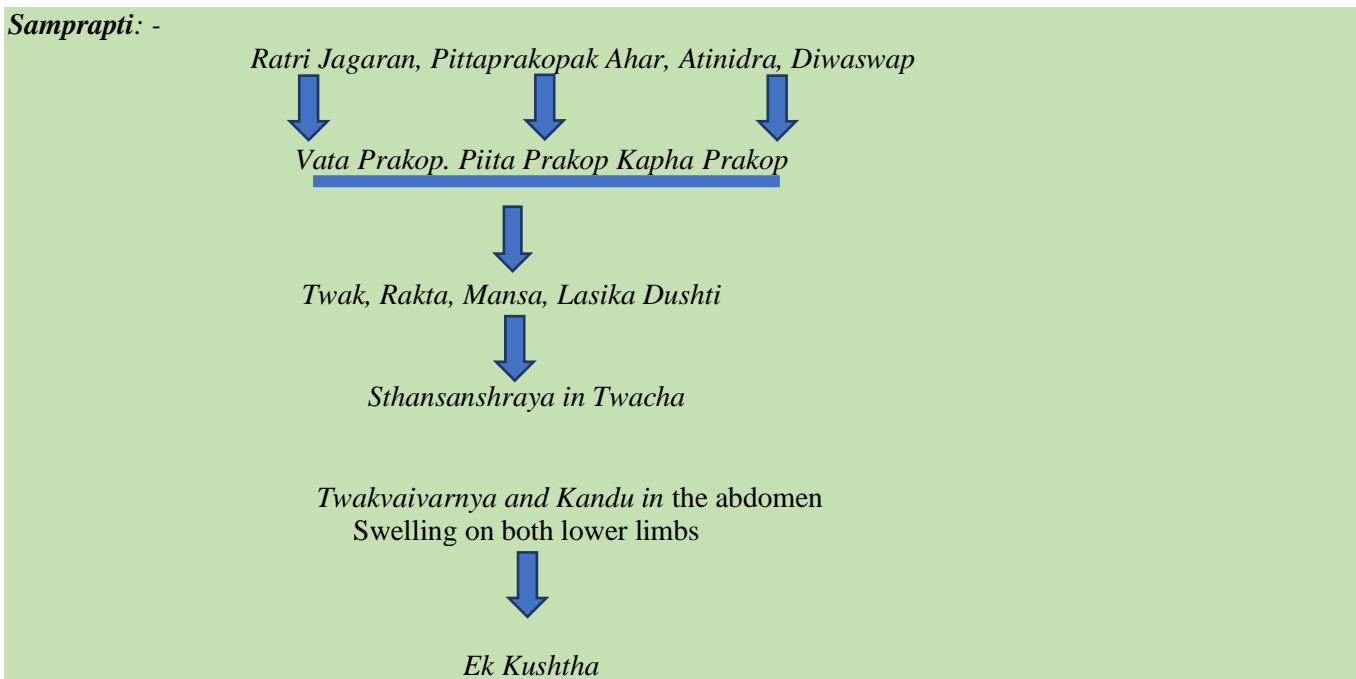 Samprapti: -
Ratri Jagaran, Pittaprakopak Ahar, Atinidra, Diwaswap
Vata Prakop. Piita Prakop Kapha Prakop
Twak, Rakta, Mansa, Lasika Dushti
Sthansanshraya in Twacha
Twakvaivarnya and Kandu in the abdomen
Swelling on both lower limbs
Ek Kushtha